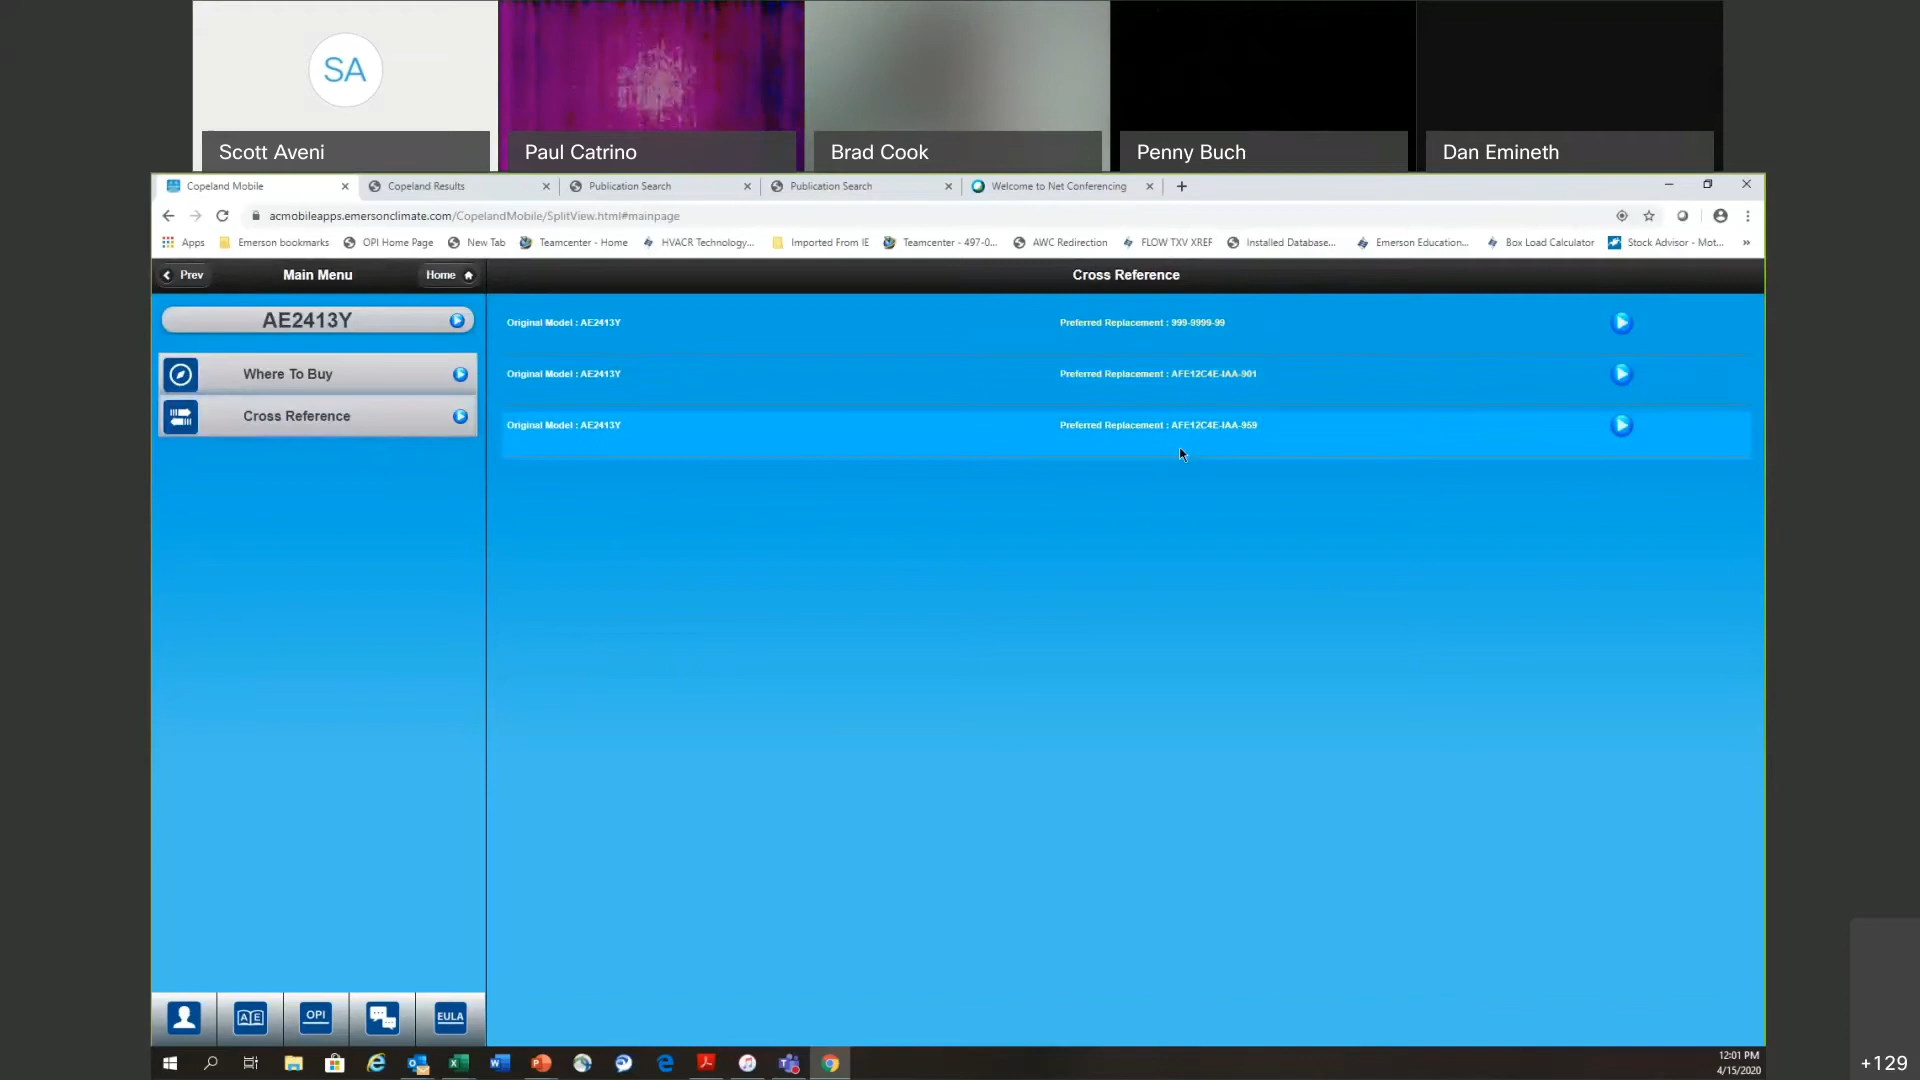 SA
Scott Aveni
Paul Catrino
Brad Cook
Penny Buch
Dan Emineth
Copeland Mobile
Copeland Results
Publication Search
Publication Search
Welcome to Net Conferencing
acmobileapps.emersonclimate.com/CopelandMobile/SplitView.html#mainpage
Apps
Emerson bookmarks
OPI Home Page
New Tab
Teamcenter - Home
HVACR Technology...
Imported From IE
Teamcenter - 497-0...
AWC Redirection
FLOW TXV XREF
Installed Database...
Emerson Education...
Box Load Calculator
Stock Advisor - Mot...
»
Prev
Main Menu
Home
Cross Reference
AE2413Y
Where To Buy
Cross Reference
Original Model : AE2413Y
Preferred Replacement : 999-9999-99
Original Model : AE2413Y
Preferred Replacement : AFE12C4E-IAA-901
Original Model : AE2413Y
Preferred Replacement : AFE12C4E-IAA-959
AE
OPI
EULA
12:01 PM
4/15/2020
+129